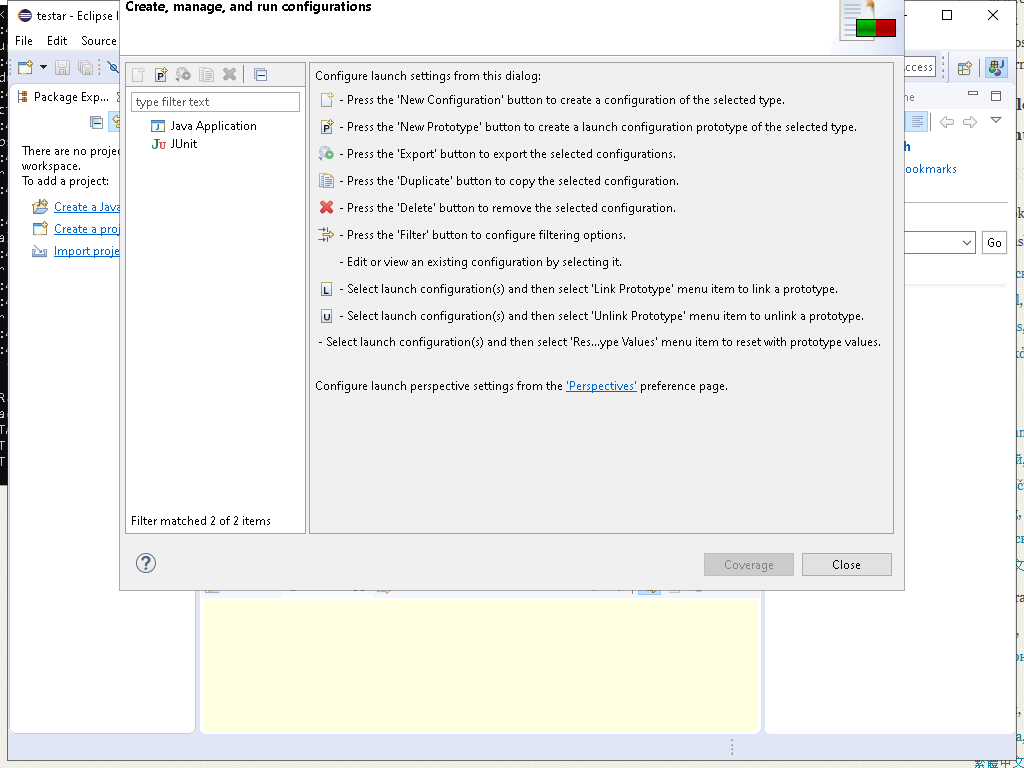 testar - Eclipse I
Create, manage, and run configurations
File Edit Source
ccess
Package Exp...
type filter text
Java Application
JUnit
Filter matched 2 of 2 items
There are no projec
workspace.
To add a project:
Create a Java
Create a proj
Import proje
Configure launch settings from this dialog:
- Press the 'New Configuration' button to create a configuration of the selected type.
- Press the 'New Prototype' button to create a launch configuration prototype of the selected type.
- Press the 'Export' button to export the selected configurations.
- Press the 'Duplicate' button to copy the selected configuration.
- Press the 'Delete' button to remove the selected configuration.
- Press the 'Filter' button to configure filtering options.
- Edit or view an existing configuration by selecting it.
- Select launch configuration(s) and then select 'Link Prototype' menu item to link a prototype.
- Select launch configuration(s) and then select 'Unlink Prototype' menu item to unlink a prototype.
- Select launch configuration(s) and then select 'Res...ype Values' menu item to reset with prototype values.
Configure launch perspective settings from the 'Perspectives' preference page.
Coverage
Close
ookmarks
Go
繁體中文